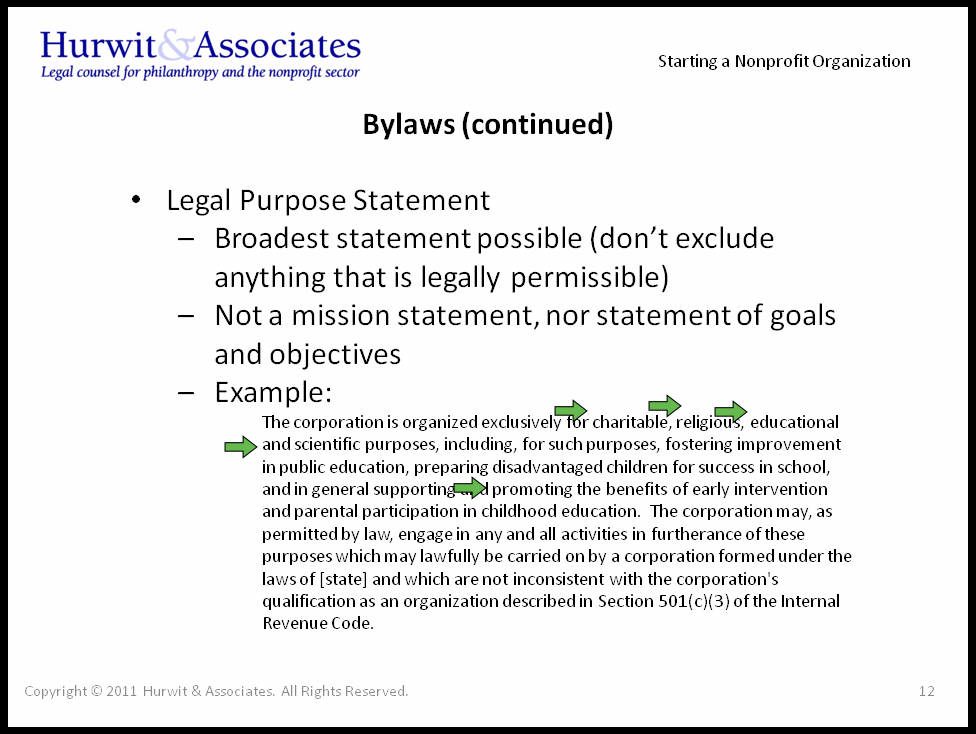 Hurwit&Associates
Legal counsel for philanthropy and the nonprofit sector
Starting a Nonprofit Organization
Bylaws (continued)
• Legal Purpose Statement
– Broadest statement possible (don't exclude
anything that is legally permissible)
– Not a mission statement, nor statement of goals
and objectives
– Example:
The corporation is organized exclusively for charitable, religious, educational
and scientific purposes, including, for such purposes, fostering improvement
in public education, preparing disadvantaged children for success in school,
and in general supporting and promoting the benefits of early intervention
and parental participation in childhood education. The corporation may, as
permitted by law, engage in any and all activities in furtherance of these
purposes which may lawfully be carried on by a corporation formed under the
laws of [state] and which are not inconsistent with the corporation's
qualification as an organization described in Section 501(c)(3) of the Internal
Revenue Code.
Copyright © 2011 Hurwit & Associates. All Rights Reserved.
12